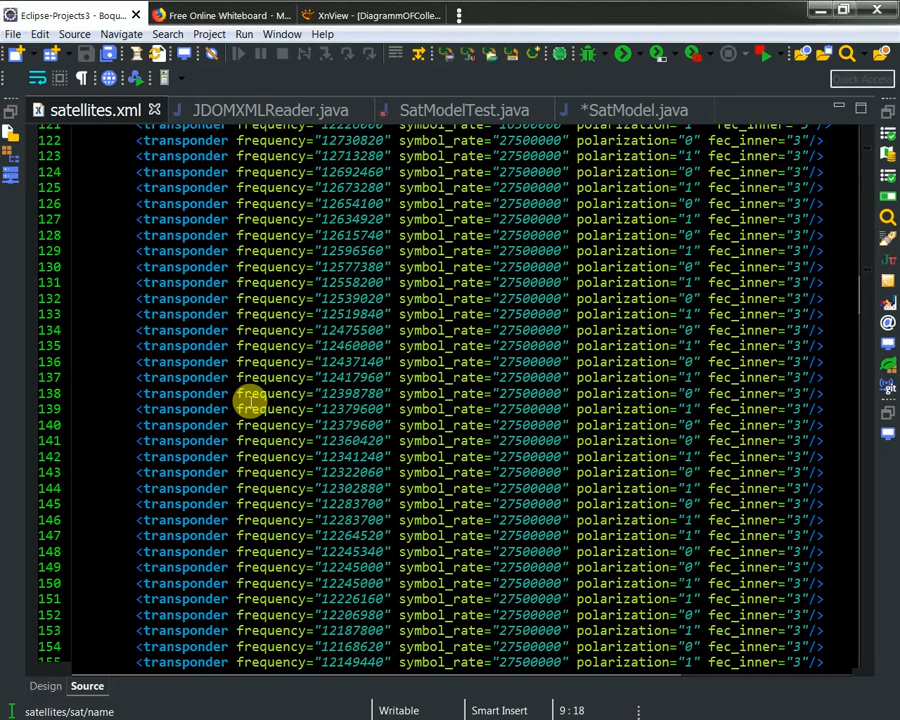 Eclipse-Projects3 - Boqu...
Free Online Whiteboard - M...
XnView - [DiagrammOFColle...
File Edit Source Navigate Search Project Run Window Help
Quick Access
satellites.xml
JDOMXMLReader.java
SatModelTest.java
*SatModel.java
121 <transponder frequency="12226000" symbol_rate="16300000" polarization="1" fec_inner="3"/>
122 <transponder frequency="12730820" symbol_rate="27500000" polarization="0" fec_inner="3"/>
123 <transponder frequency="12713280" symbol_rate="27500000" polarization="1" fec_inner="3"/>
124 <transponder frequency="12692460" symbol_rate="27500000" polarization="0" fec_inner="3"/>
125 <transponder frequency="12673280" symbol_rate="27500000" polarization="1" fec_inner="3"/>
126 <transponder frequency="12654100" symbol_rate="27500000" polarization="0" fec_inner="3"/>
127 <transponder frequency="12634920" symbol_rate="27500000" polarization="1" fec_inner="3"/>
128 <transponder frequency="12615740" symbol_rate="27500000" polarization="0" fec_inner="3"/>
129 <transponder frequency="12596560" symbol_rate="27500000" polarization="1" fec_inner="3"/>
130 <transponder frequency="12577380" symbol_rate="27500000" polarization="0" fec_inner="3"/>
131 <transponder frequency="12558200" symbol_rate="27500000" polarization="1" fec_inner="3"/>
132 <transponder frequency="12539020" symbol_rate="27500000" polarization="0" fec_inner="3"/>
133 <transponder frequency="12519840" symbol_rate="27500000" polarization="1" fec_inner="3"/>
134 <transponder frequency="12475500" symbol_rate="27500000" polarization="0" fec_inner="3"/>
135 <transponder frequency="12460000" symbol_rate="27500000" polarization="1" fec_inner="3"/>
136 <transponder frequency="12437140" symbol_rate="27500000" polarization="0" fec_inner="3"/>
137 <transponder frequency="12417960" symbol_rate="27500000" polarization="1" fec_inner="3"/>
138 <transponder frequency="12398780" symbol_rate="27500000" polarization="0" fec_inner="3"/>
139 <transponder frequency="12379600" symbol_rate="27500000" polarization="1" fec_inner="3"/>
140 <transponder frequency="12379600" symbol_rate="27500000" polarization="0" fec_inner="3"/>
141 <transponder frequency="12360420" symbol_rate="27500000" polarization="0" fec_inner="3"/>
142 <transponder frequency="12341240" symbol_rate="27500000" polarization="1" fec_inner="3"/>
143 <transponder frequency="12322060" symbol_rate="27500000" polarization="0" fec_inner="3"/>
144 <transponder frequency="12302880" symbol_rate="27500000" polarization="1" fec_inner="3"/>
145 <transponder frequency="12283700" symbol_rate="27500000" polarization="0" fec_inner="3"/>
146 <transponder frequency="12283700" symbol_rate="27500000" polarization="1" fec_inner="3"/>
147 <transponder frequency="12264520" symbol_rate="27500000" polarization="1" fec_inner="3"/>
148 <transponder frequency="12245340" symbol_rate="27500000" polarization="0" fec_inner="3"/>
149 <transponder frequency="12245000" symbol_rate="27500000" polarization="0" fec_inner="3"/>
150 <transponder frequency="12245000" symbol_rate="27500000" polarization="1" fec_inner="3"/>
151 <transponder frequency="12226160" symbol_rate="27500000" polarization="1" fec_inner="3"/>
152 <transponder frequency="12206980" symbol_rate="27500000" polarization="0" fec_inner="3"/>
153 <transponder frequency="12187800" symbol_rate="27500000" polarization="1" fec_inner="3"/>
154 <transponder frequency="12168620" symbol_rate="27500000" polarization="0" fec_inner="3"/>
155 <transponder frequency="12149440" symbol_rate="27500000" polarization="1" fec_inner="3"/>
Design Source
satellites/sat/name Writable Smart Insert 9 : 18